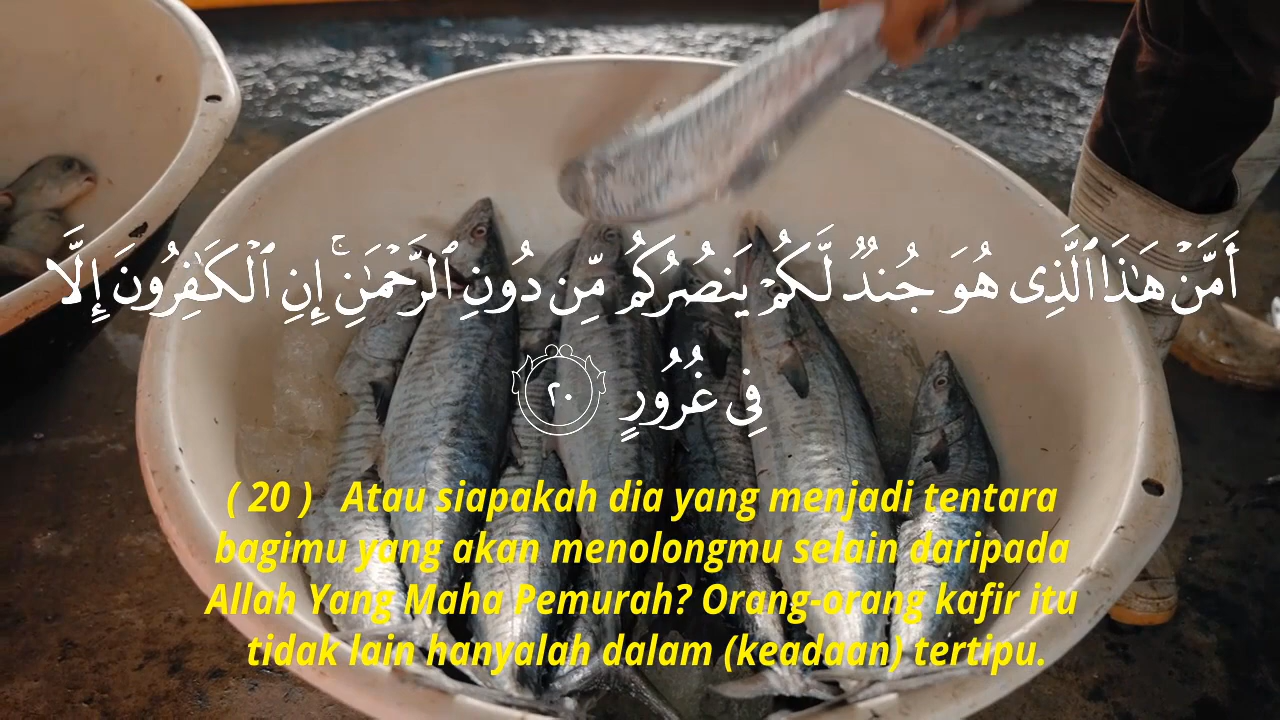 أَمَّنْ هَـٰذَا ٱلَّذِى هُوَ جُندٌ لَّكُمْ يَنصُرُكُم مِّن دُونِ ٱلرَّحْمَـٰنِ ۚ إِنِ ٱلْكَـٰفِرُونَ إِلَّا
فِى غُرُورٍ ٢٠
( 20 ) Atau siapakah dia yang menjadi tentara
bagimu yang akan menolongmu selain daripada
Allah Yang Maha Pemurah? Orang-orang kafir itu
tidak lain hanyalah dalam (keadaan) tertipu.